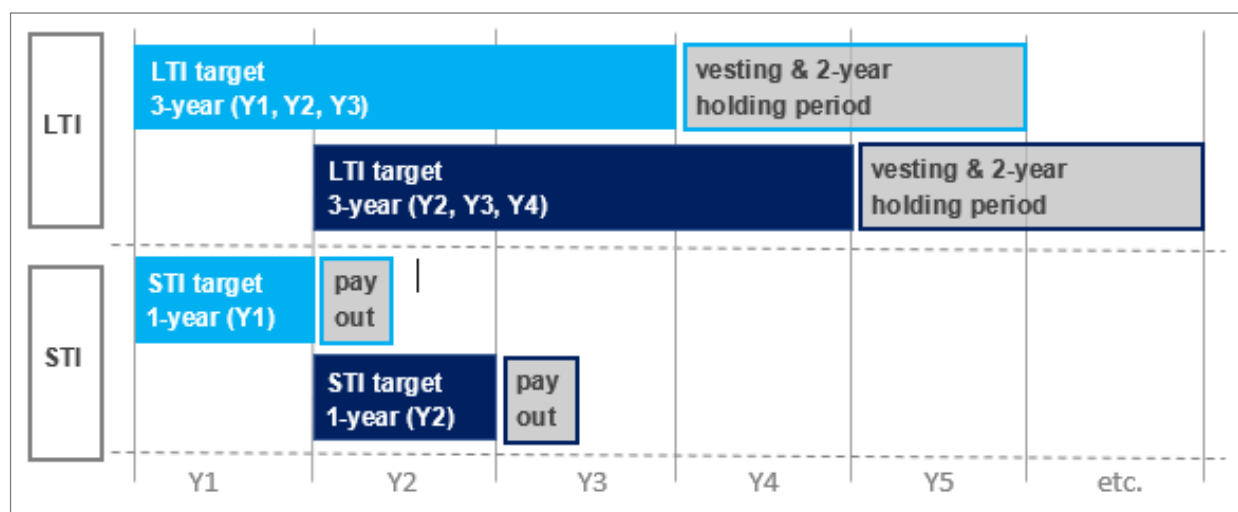 LTI
LTI target
3-year (Y1, Y2, Y3)
vesting & 2-year
holding period
LTI target
3-year (Y2, Y3, Y4)
vesting & 2-year
holding period
STI
STI target
1-year (Y1)
pay
out
STI target
1-year (Y2)
pay
out
Y1 Y2 Y3 Y4 Y5 etc.